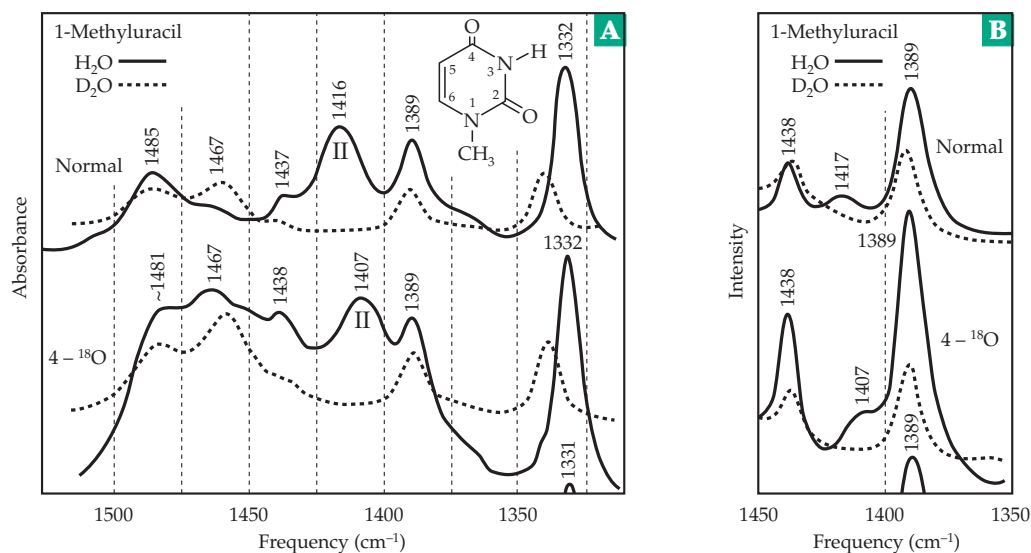 A
1-Methyluracil
H₂O
D₂O
Normal
1485
1467
1437
1416
II
1389
1332
O
4
5
6
3
N
H
2
O
1
N
CH₃
4 – ¹⁸O
~1481
1467
1438
1407
II
1389
1332
1331
Absorbance
1500
1450
1400
1350
Frequency (cm⁻¹)
B
1-Methyluracil
H₂O
D₂O
1438
1417
1389
Normal
1438
1407
1389
4 – ¹⁸O
1389
Intensity
1450
1400
1350
Frequency (cm⁻¹)